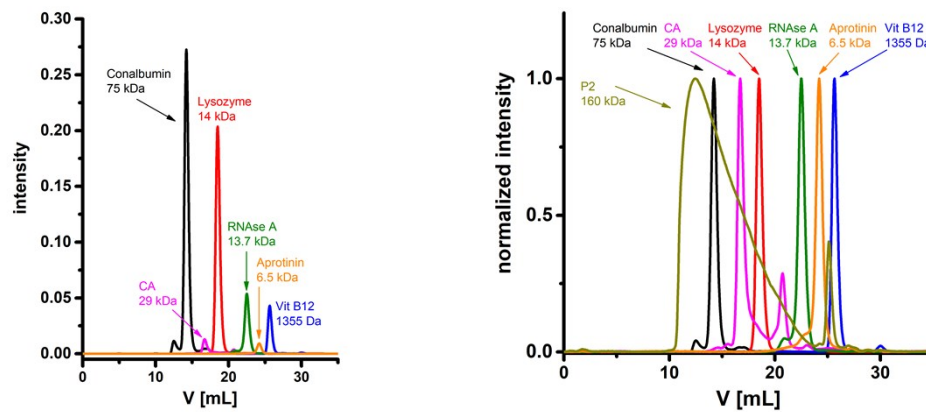 0.30
0.25
0.20
0.15
0.10
0.05
0.00
intensity
Conalbumin
75 kDa
Lysozyme
14 kDa
RNAse A
13.7 kDa
CA
29 kDa
Aprotinin
6.5 kDa
Vit B12
1355 Da
0 10 20 30
V [mL]
Conalbumin CA Lysozyme RNAse A Aprotinin Vit B12
75 kDa 29 kDa 14 kDa 13.7 kDa 6.5 kDa 1355 Da
P2
160 kDa
1.0
0.5
0.0
normalized intensity
0 10 20 30
V [mL]